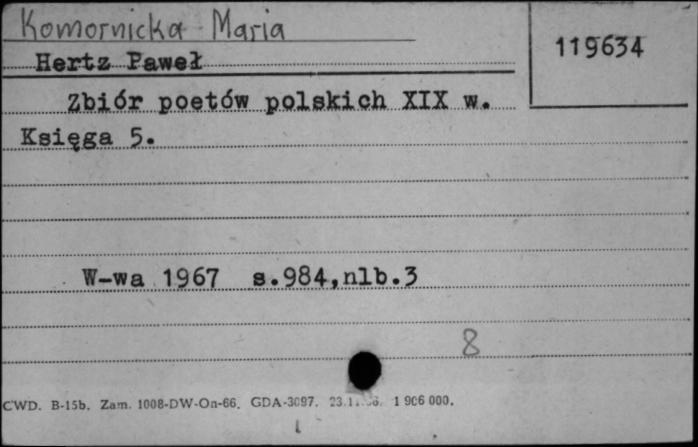 Komornicka Maria
119634
Hertz Paweł
Zbiór poetów polskich XIX w.
Księga 5.
W-wa 1967 s.984,nlb.3
8
CWD. B-15b. Zam. 1008-DW-On-66. GDA-3097. 1 906 000.